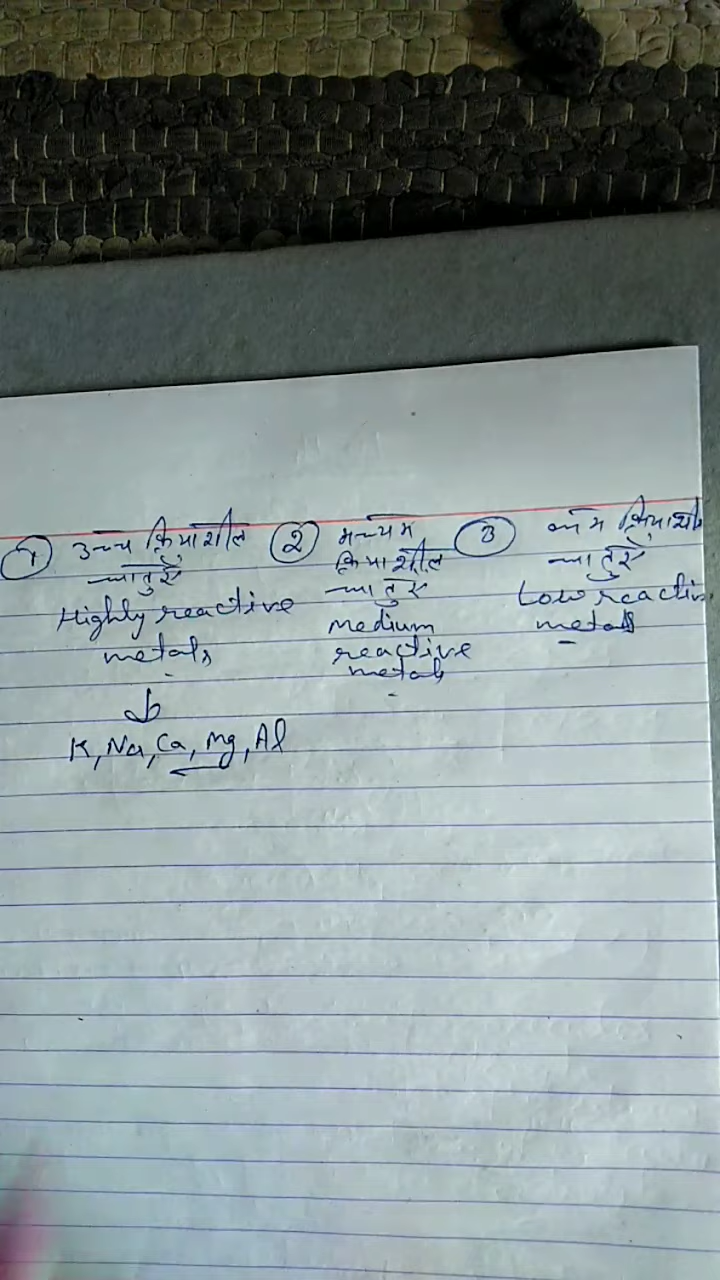 1 उच्च क्रियाशील
धातुएँ
Highly reactive
metals
K, Na, Ca, Mg, Al
2 मध्यम
क्रियाशील
धातुएँ
Medium
reactive
metals
3 कम क्रियाशील
धातुएँ
Low reactive
metals